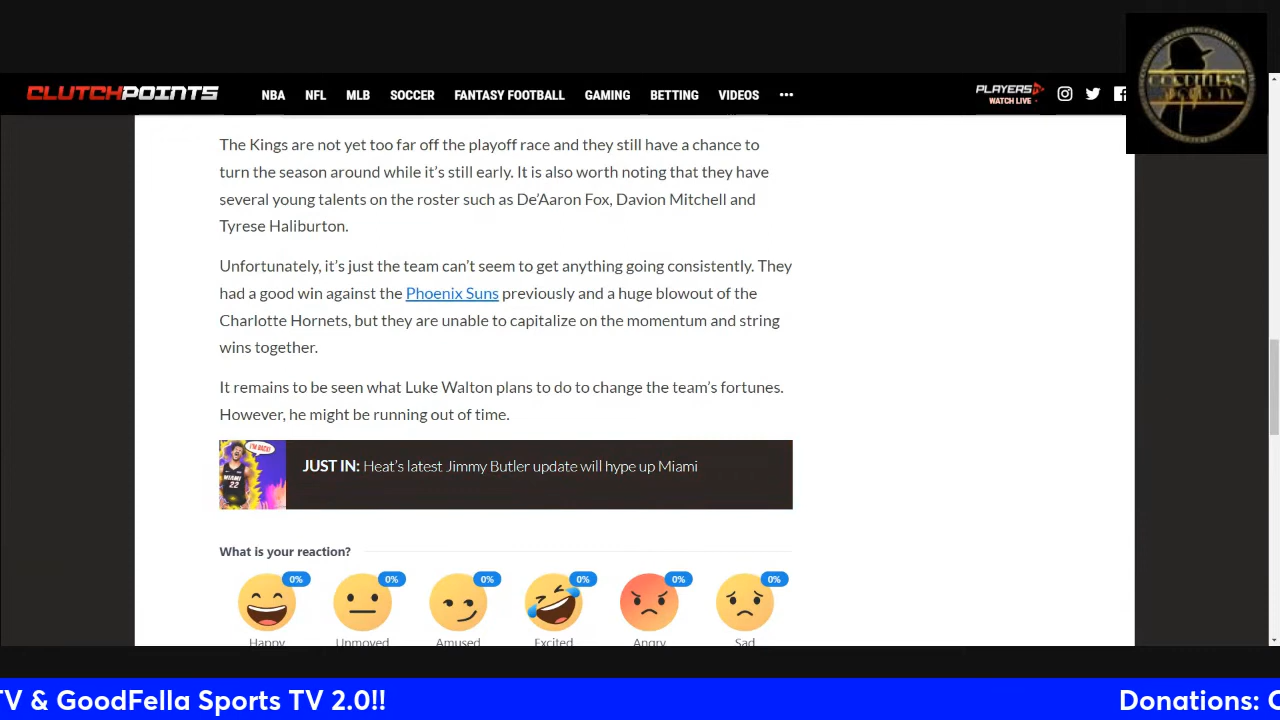 CLUTCHPOINTS
NBA NFL MLB SOCCER FANTASY FOOTBALL GAMING BETTING VIDEOS •••
PLAYERS TV
WATCH LIVE
GOODFELLA'S
SPORTS TV
The Kings are not yet too far off the playoff race and they still have a chance to
turn the season around while it's still early. It is also worth noting that they have
several young talents on the roster such as De'Aaron Fox, Davion Mitchell and
Tyrese Haliburton.
Unfortunately, it's just the team can't seem to get anything going consistently. They
had a good win against the Phoenix Suns previously and a huge blowout of the
Charlotte Hornets, but they are unable to capitalize on the momentum and string
wins together.
It remains to be seen what Luke Walton plans to do to change the team's fortunes.
However, he might be running out of time.
I'M BACK!
MIAMI
22
JUST IN: Heat's latest Jimmy Butler update will hype up Miami
What is your reaction?
0% 0% 0% 0% 0% 0%
Happy Unmoved Amused Excited Angry Sad
TV & GoodFella Sports TV 2.0!!
Donations: C